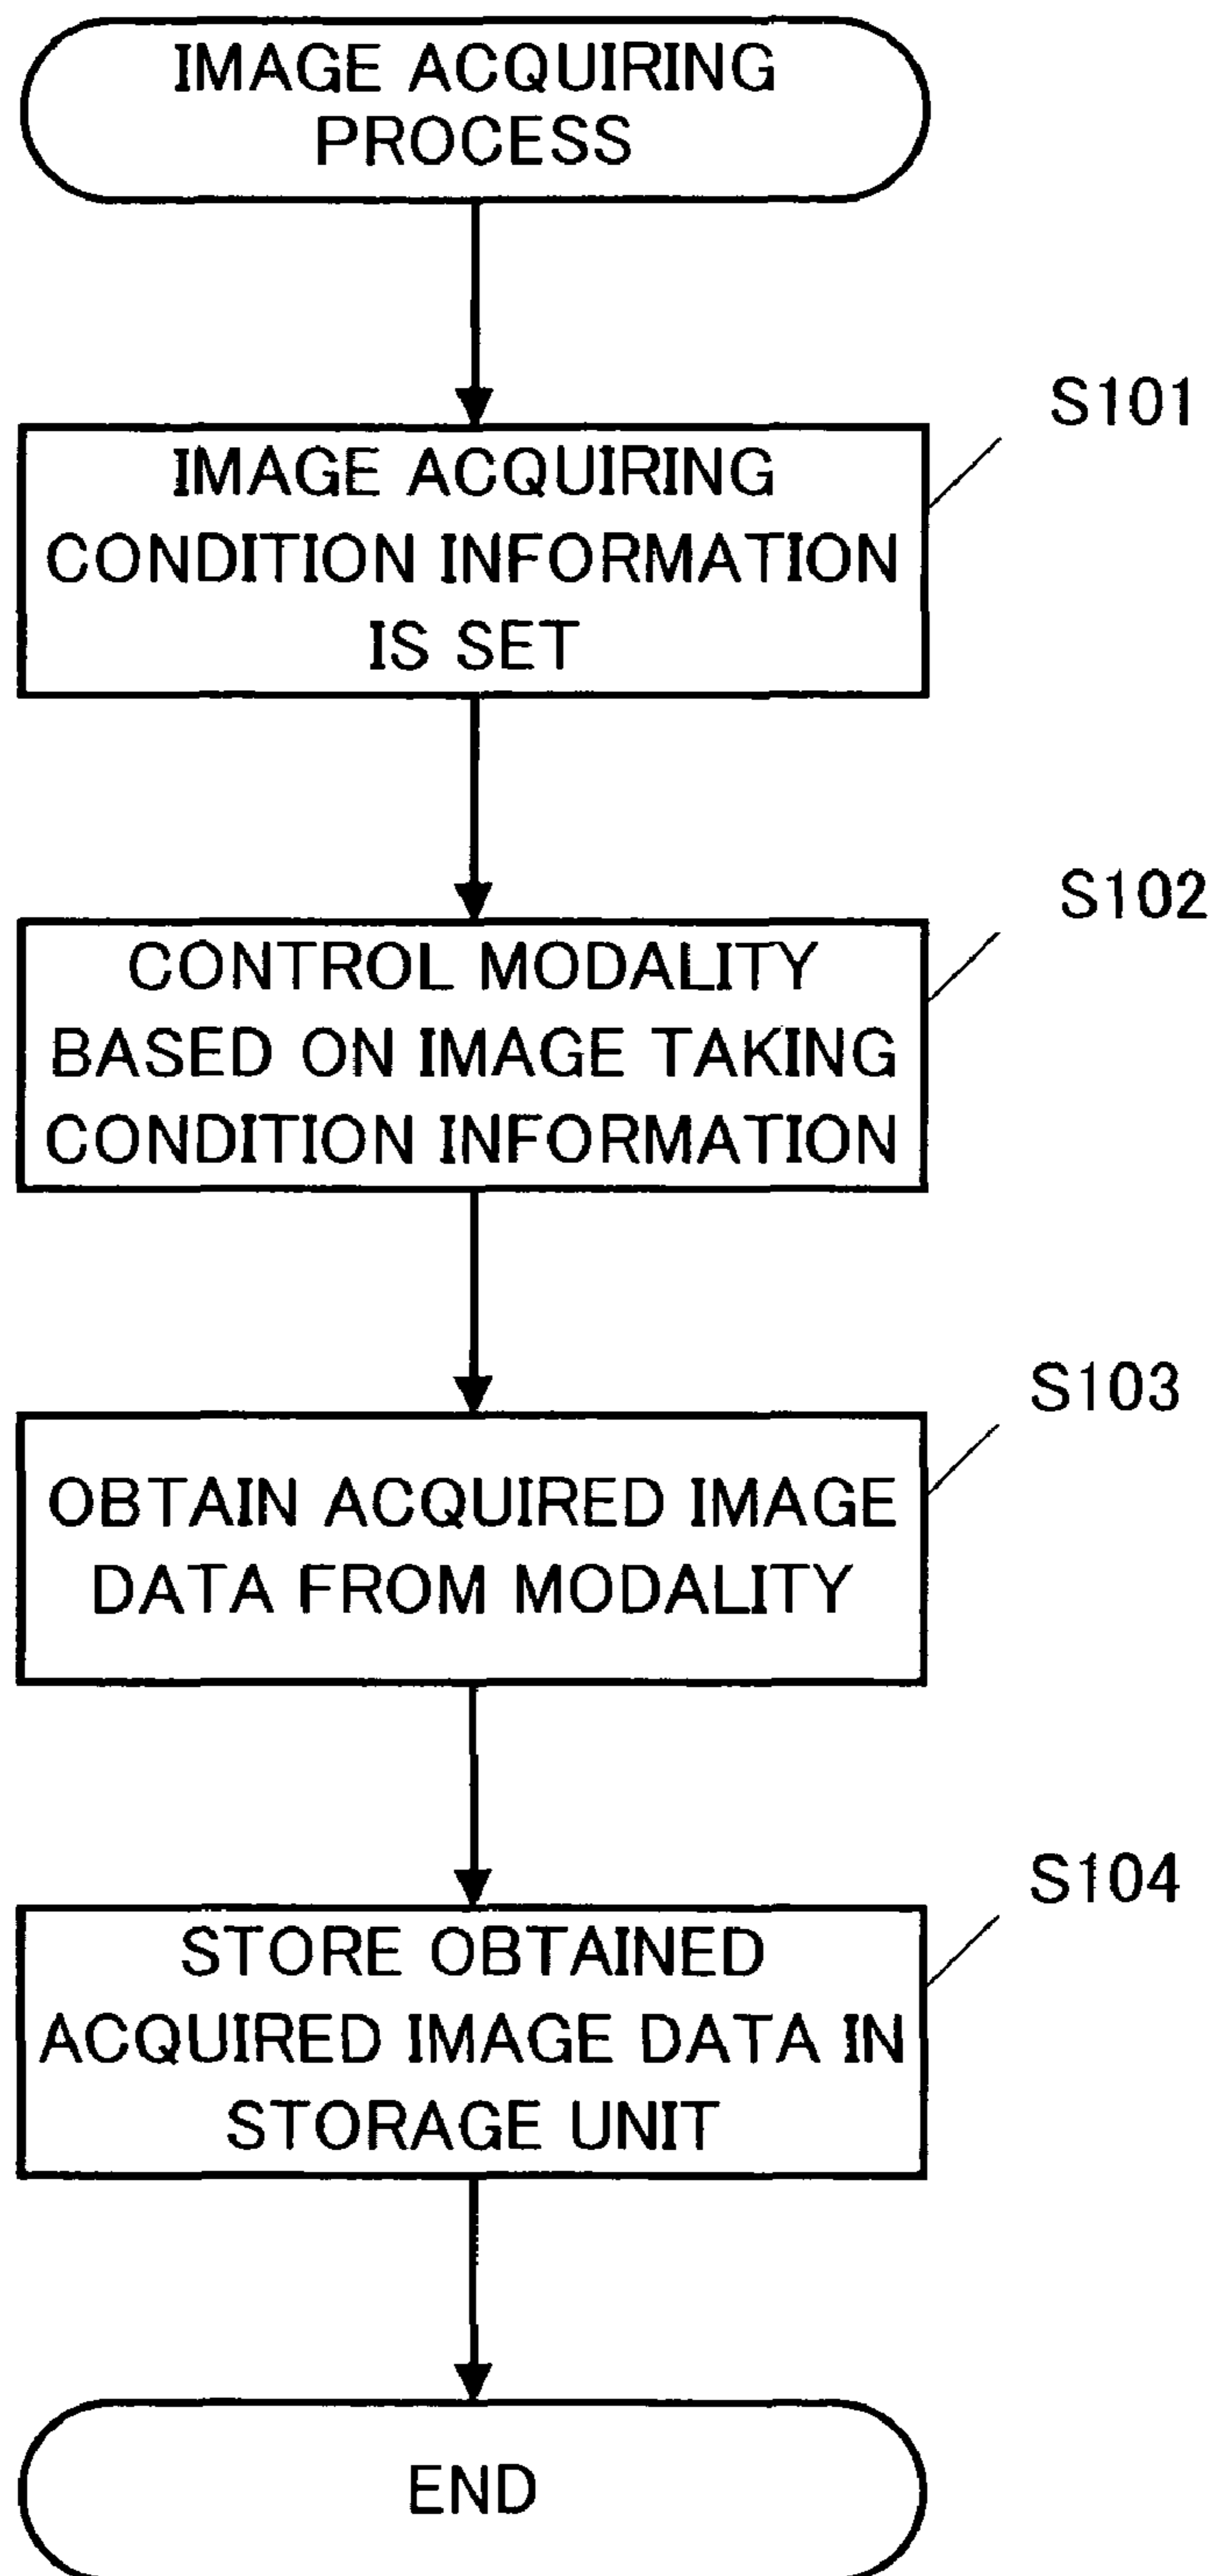 IMAGE ACQUIRING
PROCESS
S101
IMAGE ACQUIRING
CONDITION INFORMATION
IS SET
S102
CONTROL MODALITY
BASED ON IMAGE TAKING
CONDITION INFORMATION
S103
OBTAIN ACQUIRED IMAGE
DATA FROM MODALITY
S104
STORE OBTAINED
ACQUIRED IMAGE DATA IN
STORAGE UNIT
END